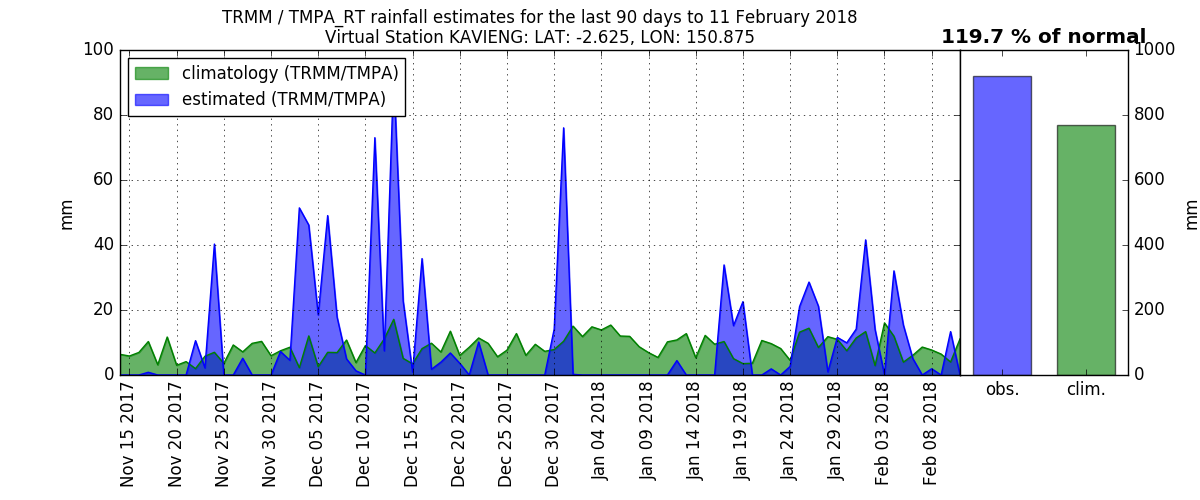 TRMM / TMPA_RT rainfall estimates for the last 90 days to 11 February 2018
Virtual Station KAVIENG: LAT: -2.625, LON: 150.875
119.7 % of normal
climatology (TRMM/TMPA)
estimated (TRMM/TMPA)
mm
100
80
60
40
20
0
Nov 15 2017
Nov 20 2017
Nov 25 2017
Nov 30 2017
Dec 05 2017
Dec 10 2017
Dec 15 2017
Dec 20 2017
Dec 25 2017
Dec 30 2017
Jan 04 2018
Jan 09 2018
Jan 14 2018
Jan 19 2018
Jan 24 2018
Jan 29 2018
Feb 03 2018
Feb 08 2018
obs.
clim.
1000
800
600
400
200
0
mm